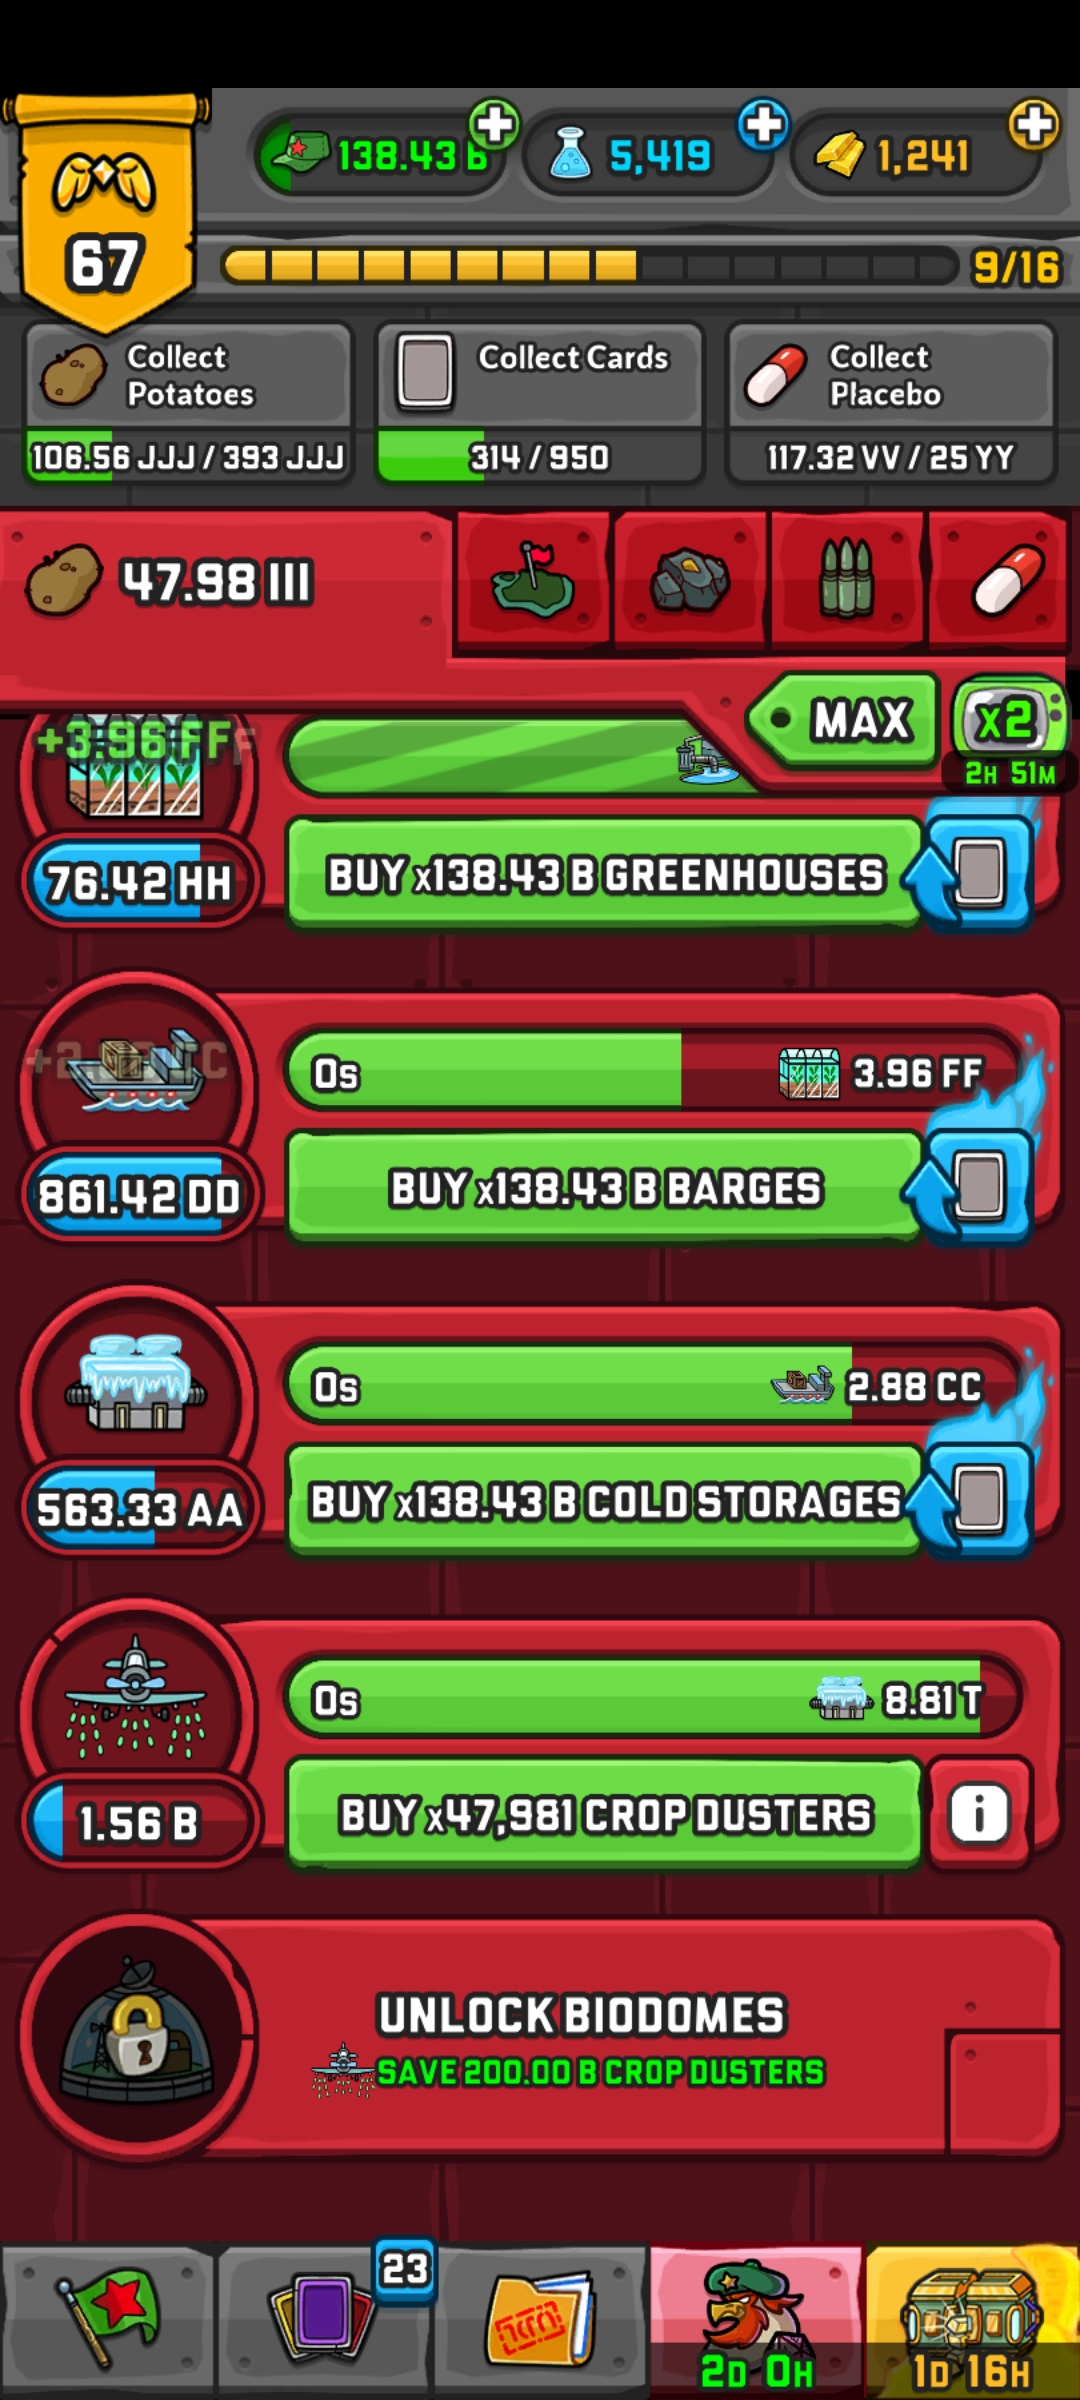 138.43 B
5,419
1,241
67
9/16
Collect
Potatoes
106.56 JJJ / 393 JJJ
Collect Cards
314 / 950
Collect
Placebo
117.32 VV / 25 YY
47.98 III
MAX
x2
2H 51M
+3.96 FF
76.42 HH
BUY x138.43 B GREENHOUSES
0s
3.96 FF
861.42 DD
BUY x138.43 B BARGES
0s
2.88 CC
563.33 AA
BUY x138.43 B COLD STORAGES
0s
8.81 T
1.56 B
BUY x47,981 CROP DUSTERS
i
UNLOCK BIODOMES
SAVE 200.00 B CROP DUSTERS
23
2D 0H
1D 16H